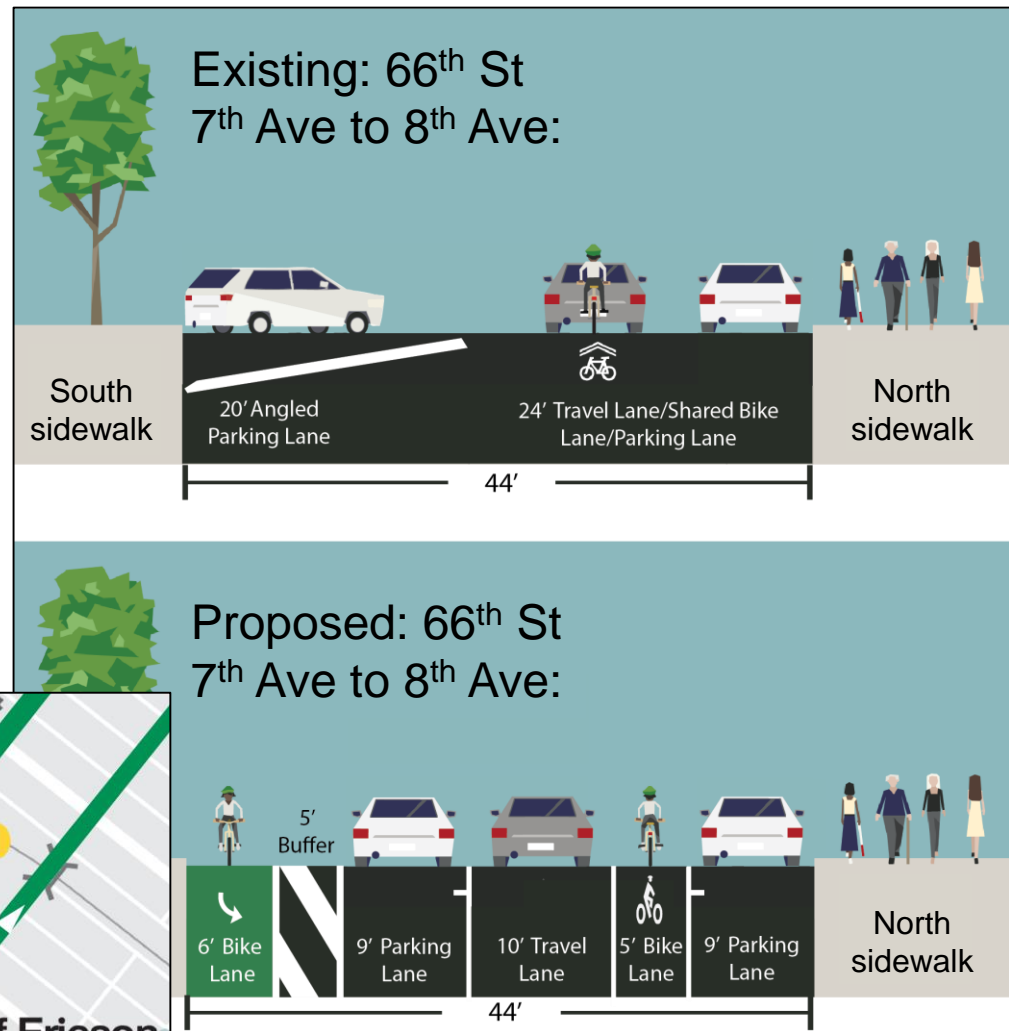 Existing: 66th St
7th Ave to 8th Ave:
South
sidewalk
20' Angled
Parking Lane
24' Travel Lane/Shared Bike
Lane/Parking Lane
North
sidewalk
44'
Proposed: 66th St
7th Ave to 8th Ave:
5'
Buffer
6' Bike
Lane
9' Parking
Lane
10' Travel
Lane
5' Bike
Lane
9' Parking
Lane
North
sidewalk
44'